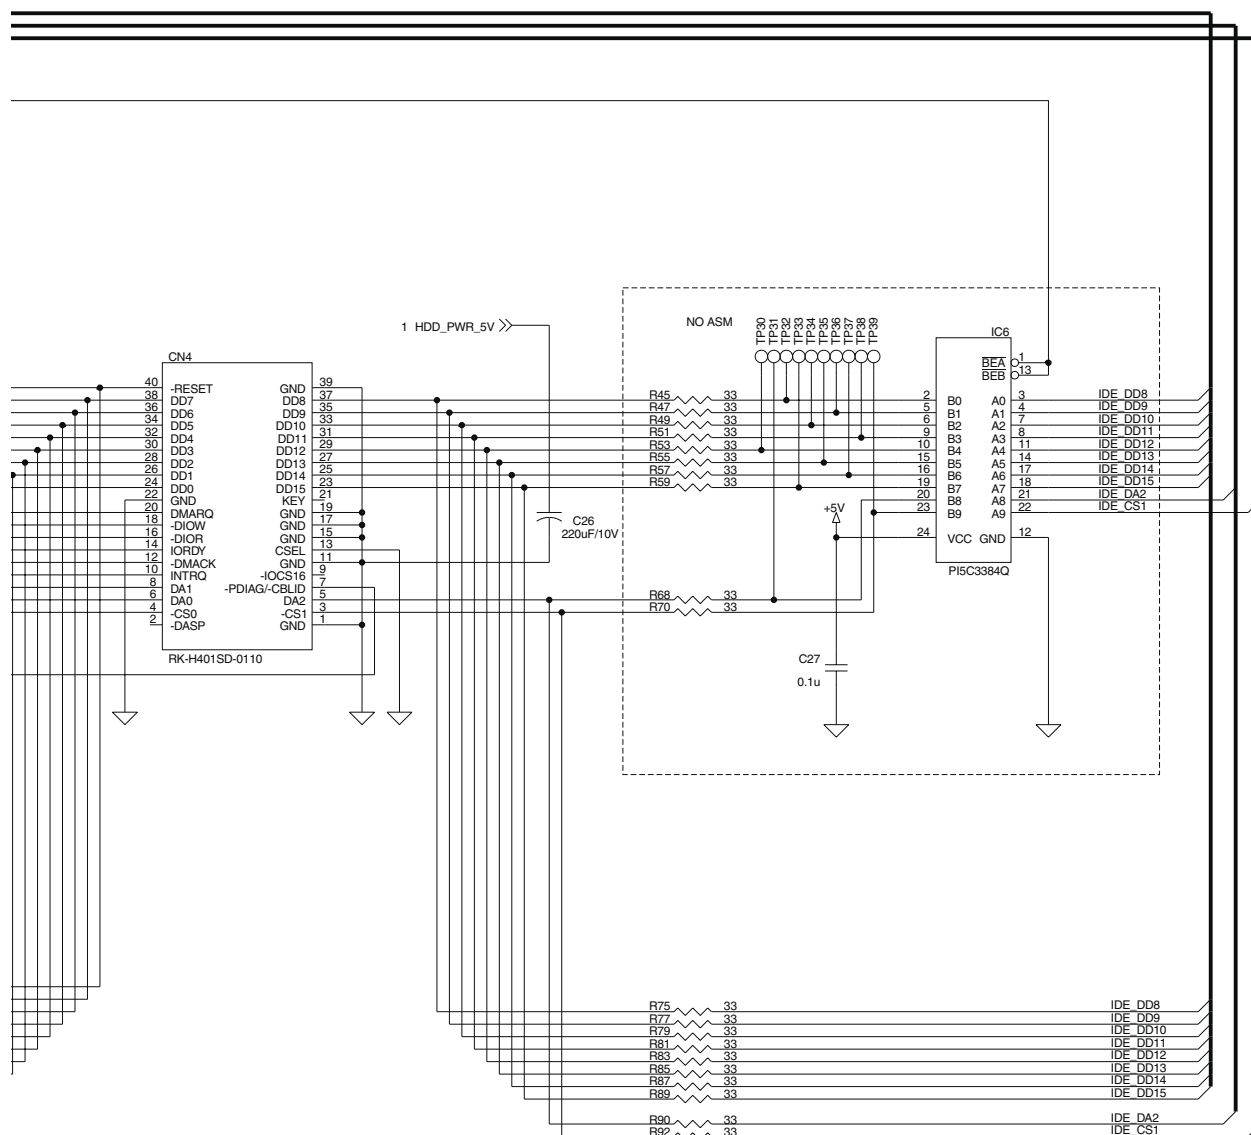 1 HDD_PWR_5V
NO ASM
TP30
TP31
TP32
TP33
TP34
TP35
TP36
TP37
TP38
TP39
CN4
40 -RESET GND 39
38 DD7 DD8 37
36 DD6 DD9 35
34 DD5 DD10 33
32 DD4 DD11 31
30 DD3 DD12 29
28 DD2 DD13 27
26 DD1 DD14 25
24 DD0 DD15 23
22 GND KEY 21
20 DMARQ GND 19
18 -DIOW GND 17
16 -DIOR GND 15
14 IORDY CSEL 13
12 -DMACK GND 11
10 INTRQ -IOCS16 9
8 DA1 -PDIAG/-CBLID 7
6 DA0 DA2 5
4 -CS0 -CS1 3
2 -DASP GND 1
RK-H401SD-0110
C26
220uF/10V
R45 33
R47 33
R49 33
R51 33
R53 33
R55 33
R57 33
R59 33
R68 33
R70 33
+5V
C27
0.1u
IC6
BEA 1
BEB 13
2 B0 A0 3 IDE_DD8
5 B1 A1 4 IDE_DD9
6 B2 A2 7 IDE_DD10
9 B3 A3 8 IDE_DD11
10 B4 A4 11 IDE_DD12
15 B5 A5 14 IDE_DD13
16 B6 A6 17 IDE_DD14
19 B7 A7 18 IDE_DD15
20 B8 A8 21 IDE_DA2
23 B9 A9 22 IDE_CS1
24 VCC GND 12
PI5C3384Q
R75 33 IDE_DD8
R77 33 IDE_DD9
R79 33 IDE_DD10
R81 33 IDE_DD11
R83 33 IDE_DD12
R85 33 IDE_DD13
R87 33 IDE_DD14
R89 33 IDE_DD15
R90 33 IDE_DA2
R92 33 IDE_CS1